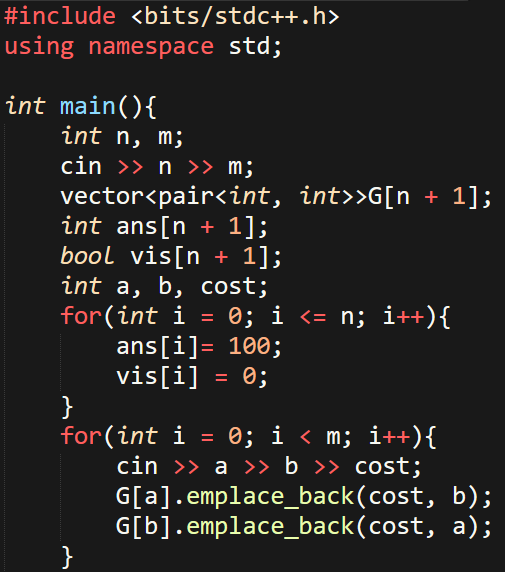 #include <bits/stdc++.h>
using namespace std;
int main(){
int n, m;
cin >> n >> m;
vector<pair<int, int>>G[n + 1];
int ans[n + 1];
bool vis[n + 1];
int a, b, cost;
for(int i = 0; i <= n; i++){
ans[i]= 100;
vis[i] = 0;
}
for(int i = 0; i < m; i++){
cin >> a >> b >> cost;
G[a].emplace_back(cost, b);
G[b].emplace_back(cost, a);
}